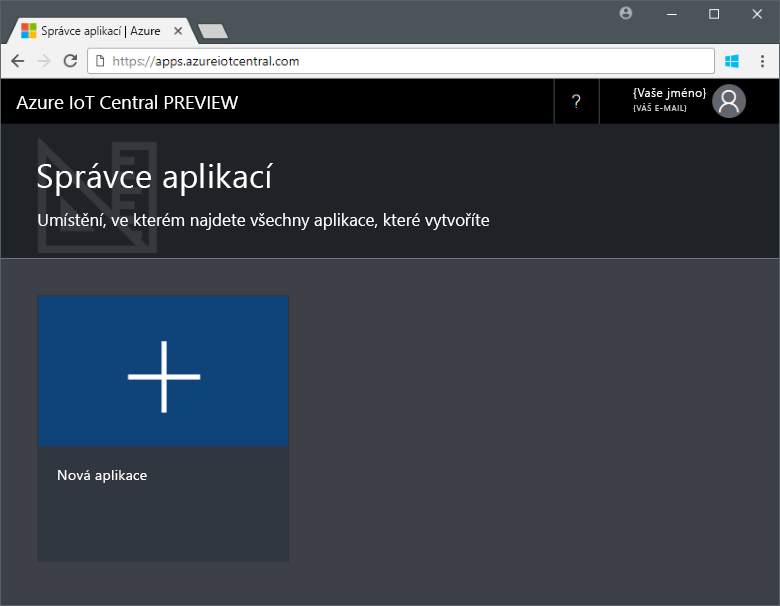 Správce aplikací | Azure
https://apps.azureiotcentral.com
Azure IoT Central PREVIEW
?
{Vaše jméno}
{VÁŠ E-MAIL}
Správce aplikací
Umístění, ve kterém najdete všechny aplikace, které vytvoříte
Nová aplikace